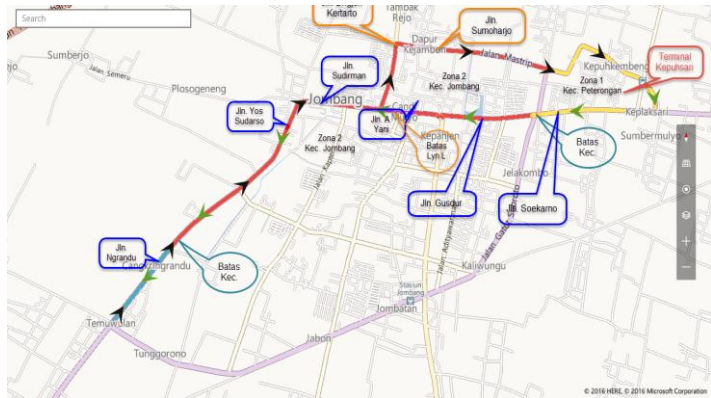 Search
Tambak
Rejo
Kertarto
Jln.
Sumoharjo
Dapur
Kejambon
Jalan Mastrip
Sumberjo
Jalan Semeru
Plosogeneng
Jln.
Sudirman
Zona 2
Kec. Jombang
Kepuhkembeng
Zona 1
Kec. Peterongan
Terminal
Kepuhsari
Jombang
Jln. Yos
Sudarso
Zona 2
Kec. Jombang
Jln. A
Yani
Kepanjen
Batas
Lyn L
Keplaksari
Sumbermulyo
Batas
Kec.
Jelakombo
Jln. Gusdur
Jln. Soekarno
Jln.
Ngrandu
Batas
Kec.
Kaliwungu
Stasiun
Jombang
Jombatan
Temuwulan
Tunggorono
Jabon
© 2016 HERE, © 2016 Microsoft Corporation